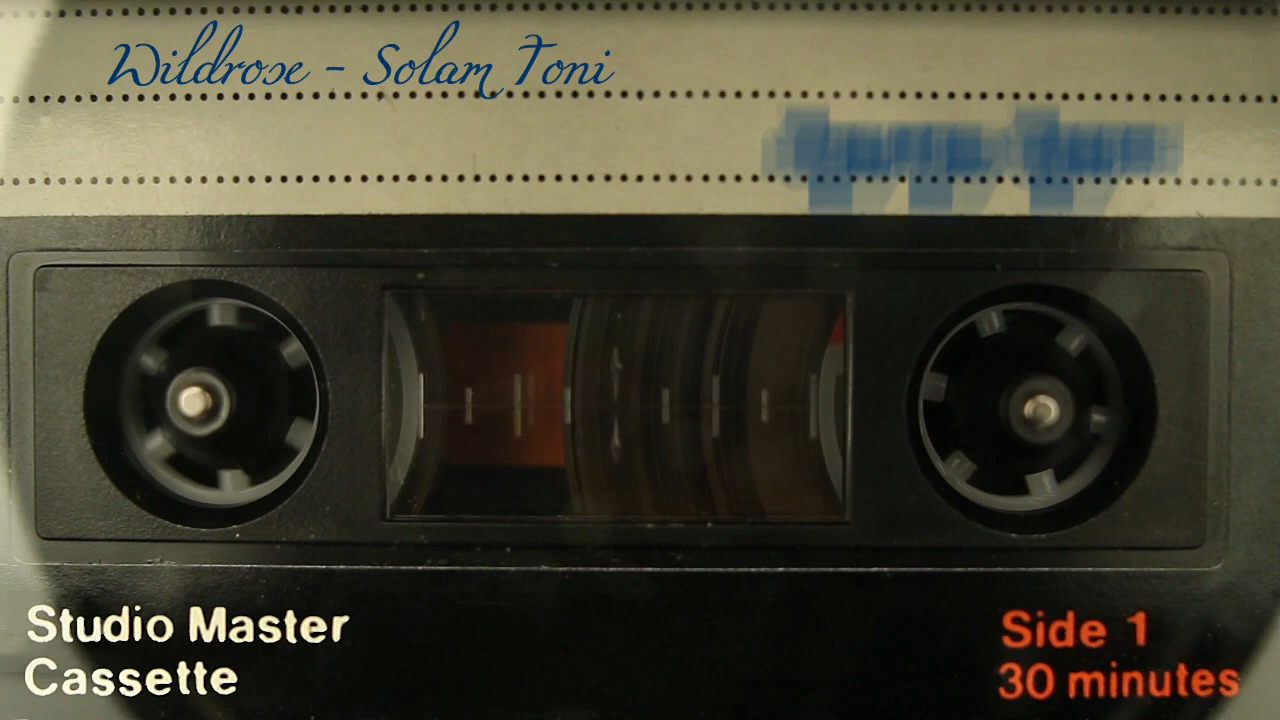 Wildrose - Solam Toni
Studio Master
Cassette
Side 1
30 minutes